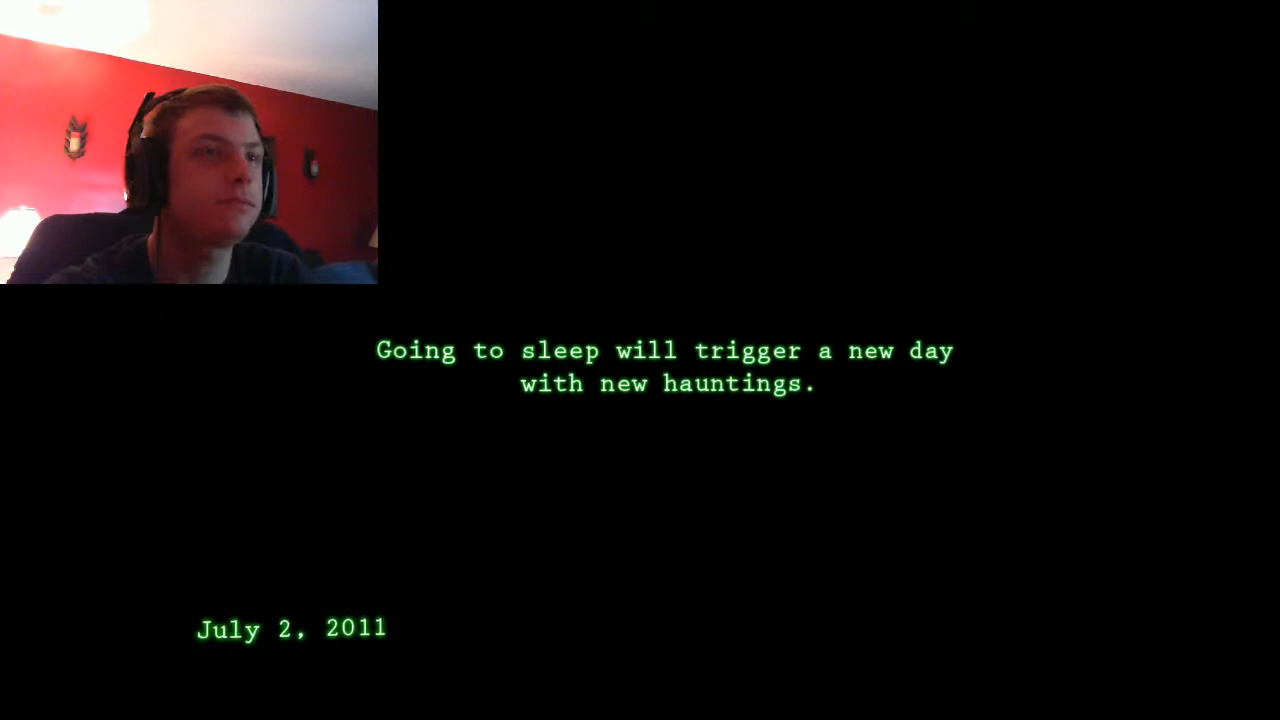 Going to sleep will trigger a new day
with new hauntings.
July 2, 2011